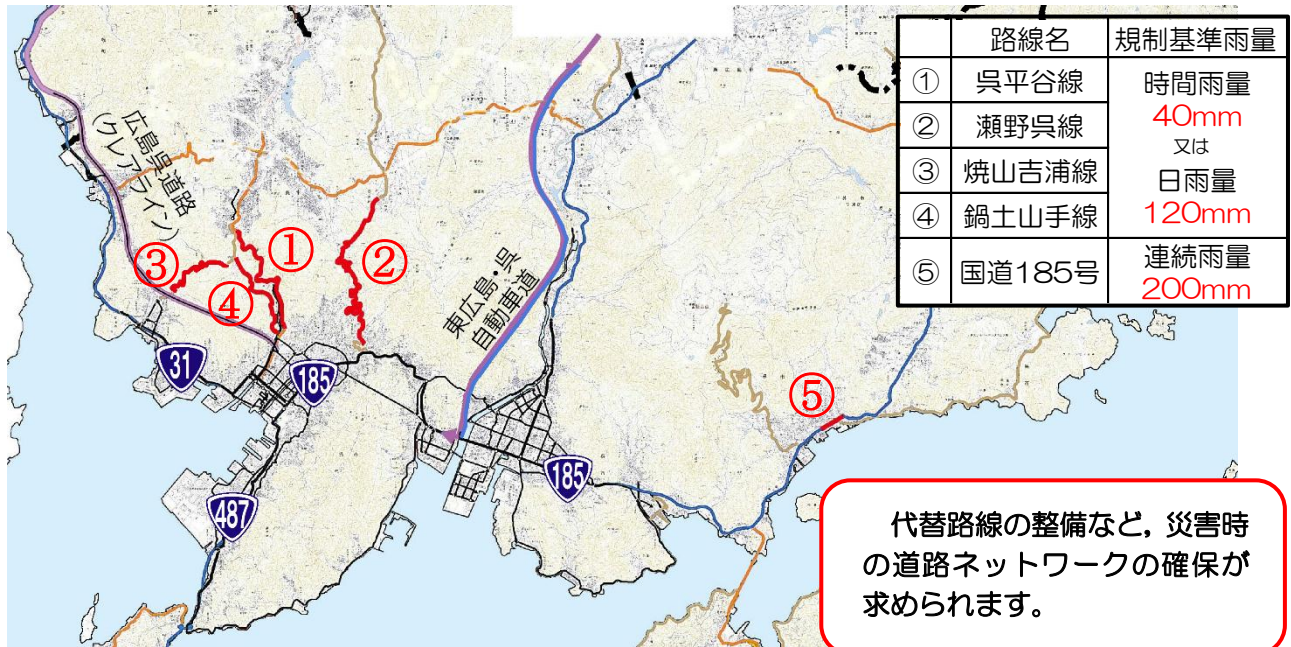 路線名 規制基準雨量
① 呉平谷線
② 瀬野呉線
③ 焼山吉浦線
④ 鍋土山手線
時間雨量
40mm
又は
日雨量
120mm
⑤ 国道185号
連続雨量
200mm
広島呉道路
(クレアライン)
東広島・呉
自動車道
①
②
③
④
⑤
31
185
487
185
代替路線の整備など,災害時
の道路ネットワークの確保が
求められます。